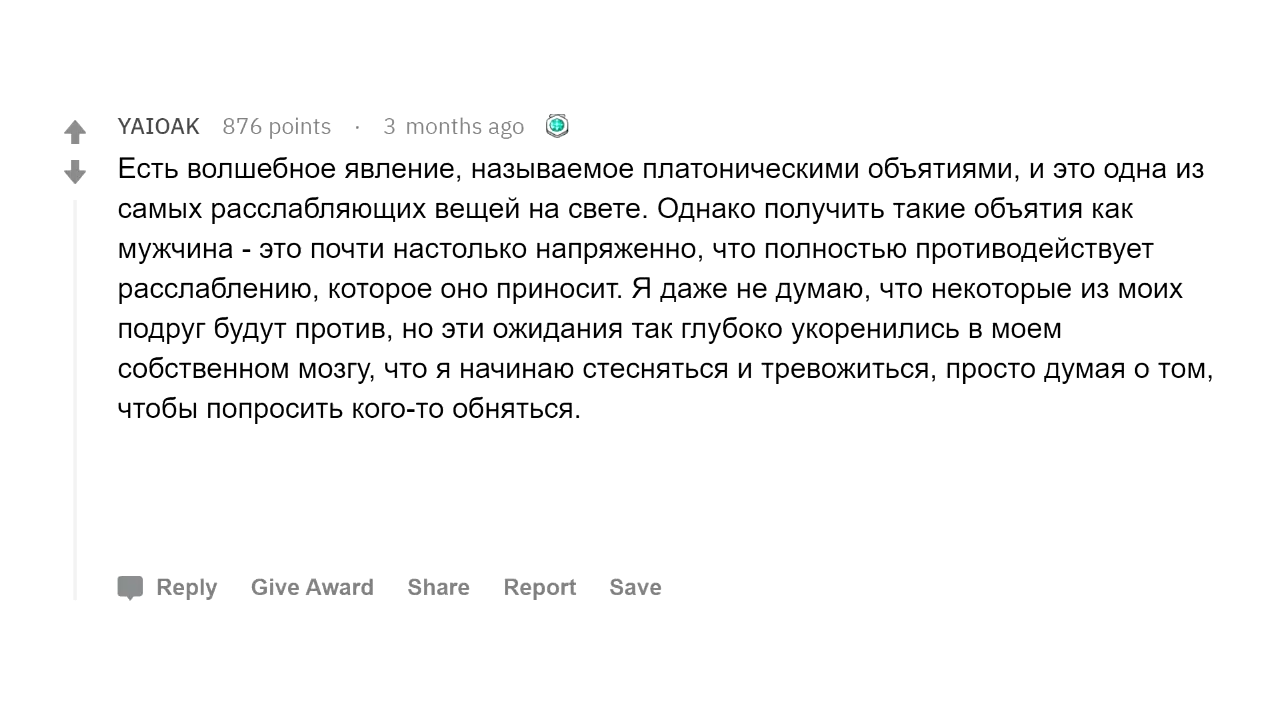 YAIOAK 876 points · 3 months ago
Есть волшебное явление, называемое платоническими объятиями, и это одна из
самых расслабляющих вещей на свете. Однако получить такие объятия как
мужчина - это почти настолько напряженно, что полностью противодействует
расслаблению, которое оно приносит. Я даже не думаю, что некоторые из моих
подруг будут против, но эти ожидания так глубоко укоренились в моем
собственном мозгу, что я начинаю стесняться и тревожиться, просто думая о том,
чтобы попросить кого-то обняться.
Reply Give Award Share Report Save